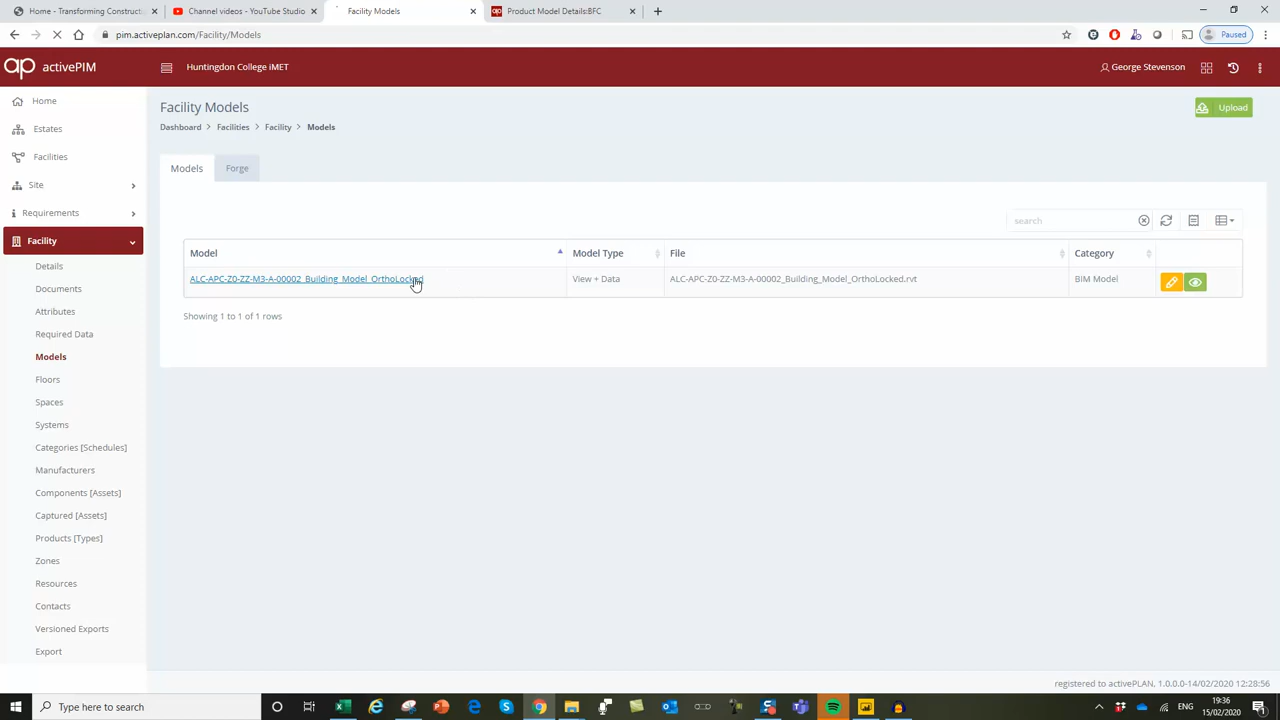 Home - Transforming Constructi
Channel videos - YouTube Studio
Facility Models
Product Model Details:BFC
pim.activeplan.com/Facility/Models
Paused
ap activePIM
Huntingdon College iMET
George Stevenson
Home
Estates
Facilities
Site
Requirements
Facility
Details
Documents
Attributes
Required Data
Models
Floors
Spaces
Systems
Categories [Schedules]
Manufacturers
Components [Assets]
Captured [Assets]
Products [Types]
Zones
Resources
Contacts
Versioned Exports
Export
Facility Models
Upload
Dashboard > Facilities > Facility > Models
Models
Forge
search
Model
Model Type
File
Category
ALC-APC-Z0-ZZ-M3-A-00002_Building_Model_OrthoLocked
View + Data
ALC-APC-Z0-ZZ-M3-A-00002_Building_Model_OrthoLocked.rvt
BIM Model
Showing 1 to 1 of 1 rows
registered to activePLAN, 1.0.0.0-14/02/2020 12:28:56
Type here to search
19:36
15/02/2020